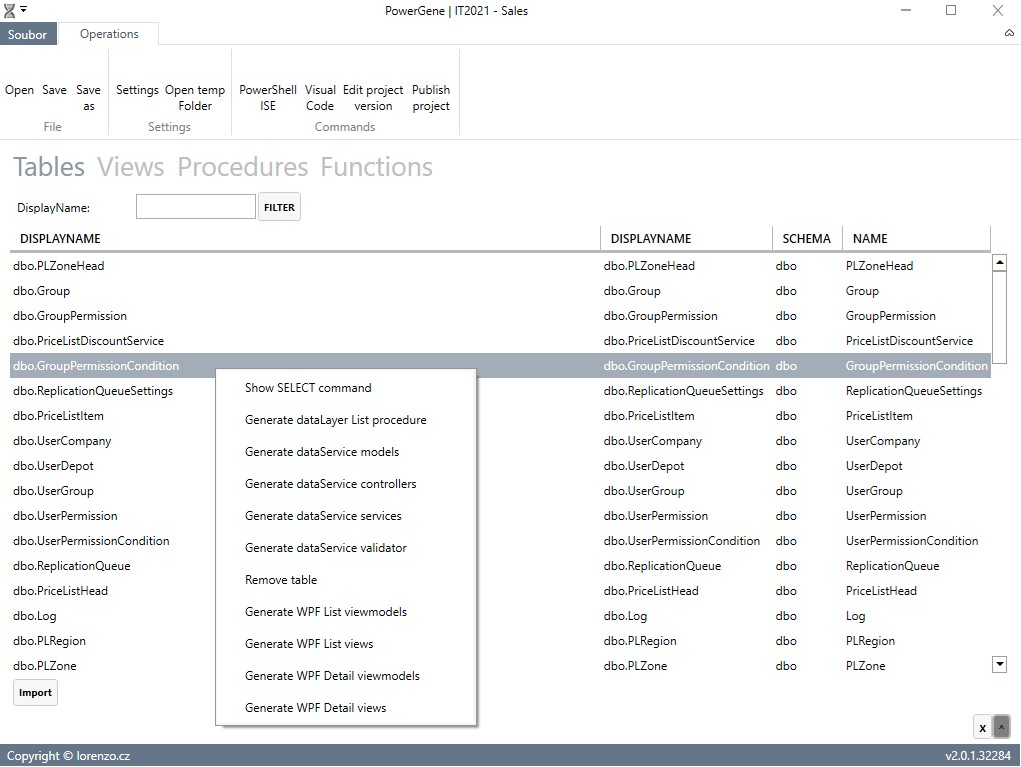 PowerGene | IT2021 - Sales
Soubor Operations
Open Save Save as Settings Open temp Folder PowerShell ISE Visual Code Edit project version Publish project
File Settings Commands
Tables Views Procedures Functions
DisplayName: FILTER
DISPLAYNAME DISPLAYNAME SCHEMA NAME
dbo.PLZoneHead dbo.PLZoneHead dbo PLZoneHead
dbo.Group dbo.Group dbo Group
dbo.GroupPermission dbo.GroupPermission dbo GroupPermission
dbo.PriceListDiscountService dbo.PriceListDiscountService dbo PriceListDiscountService
dbo.GroupPermissionCondition dbo.GroupPermissionCondition dbo GroupPermissionCondition
dbo.ReplicationQueueSettings dbo.ReplicationQueueSettings dbo ReplicationQueueSettings
dbo.PriceListItem dbo.PriceListItem dbo PriceListItem
dbo.UserCompany dbo.UserCompany dbo UserCompany
dbo.UserDepot dbo.UserDepot dbo UserDepot
dbo.UserGroup dbo.UserGroup dbo UserGroup
dbo.UserPermission dbo.UserPermission dbo UserPermission
dbo.UserPermissionCondition dbo.UserPermissionCondition dbo UserPermissionCondition
dbo.ReplicationQueue dbo.ReplicationQueue dbo ReplicationQueue
dbo.PriceListHead dbo.PriceListHead dbo PriceListHead
dbo.Log dbo.Log dbo Log
dbo.PLRegion dbo.PLRegion dbo PLRegion
dbo.PLZone dbo.PLZone dbo PLZone
Show SELECT command
Generate dataLayer List procedure
Generate dataService models
Generate dataService controllers
Generate dataService services
Generate dataService validator
Remove table
Generate WPF List viewmodels
Generate WPF List views
Generate WPF Detail viewmodels
Generate WPF Detail views
Import
x ^
Copyright © lorenzo.cz v2.0.1.32284